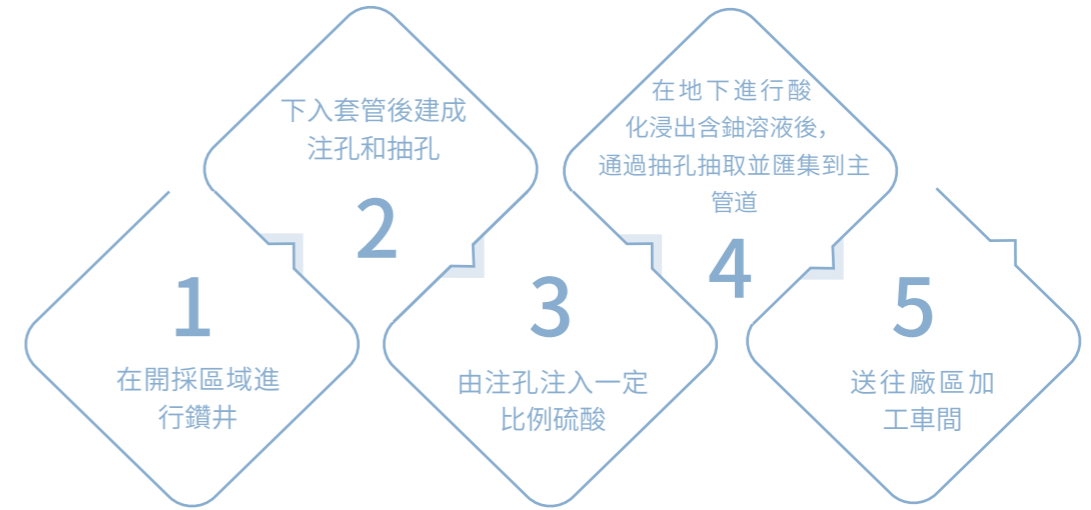 1
在開採區域進
行鑽井
下入套管後建成
注孔和抽孔
2
3
由注孔注入一定
比例硫酸
在地下進行酸
化浸出含鈾溶液後，
通過抽孔抽取並匯集到主
管道
4
5
送往廠區加
工車間